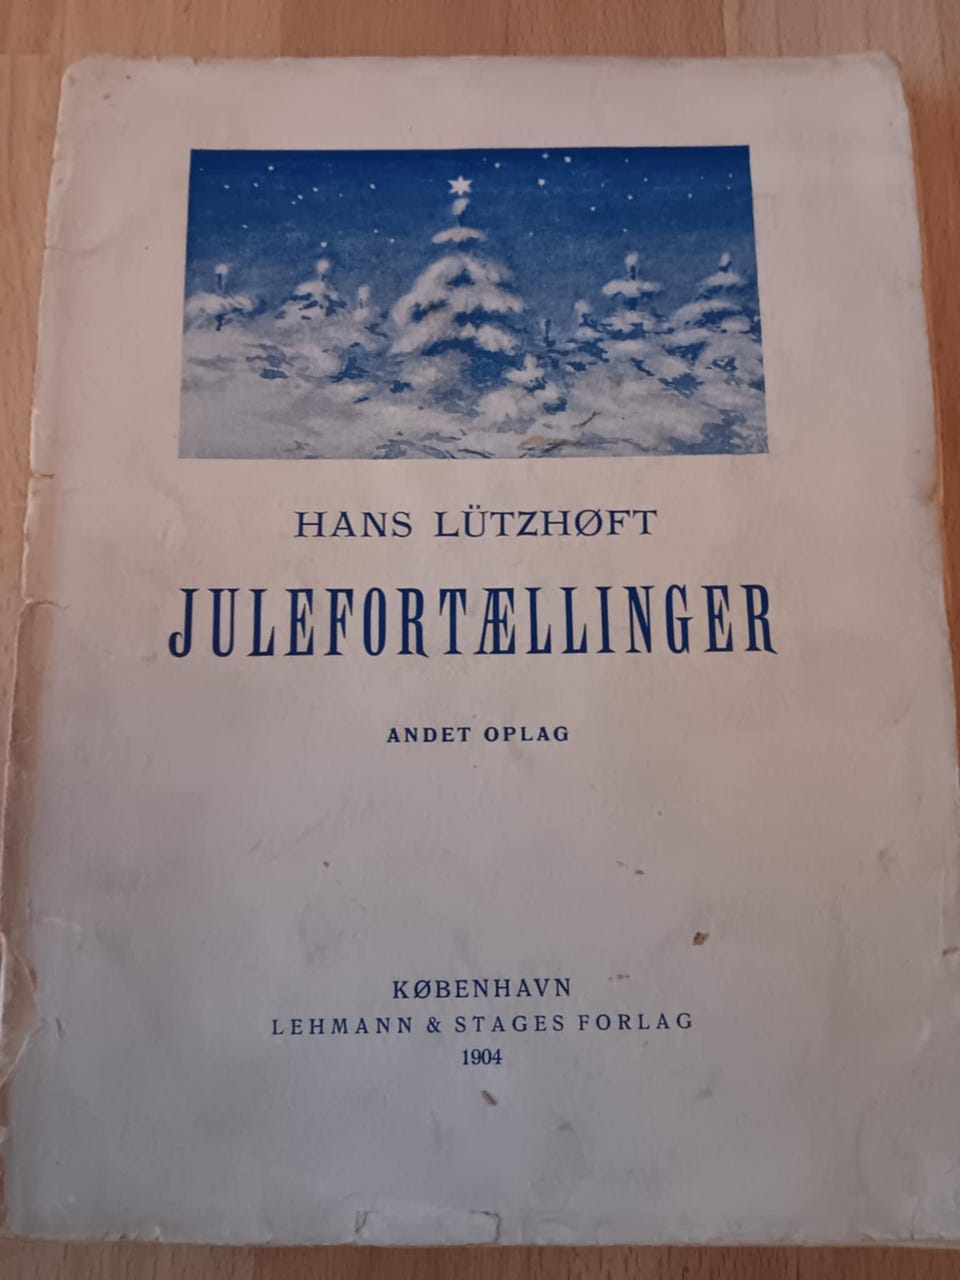 HANS LÜTZHØFT
JULEFORTÆLLINGER
ANDET OPLAG
KØBENHAVN
LEHMANN & STAGES FORLAG
1904